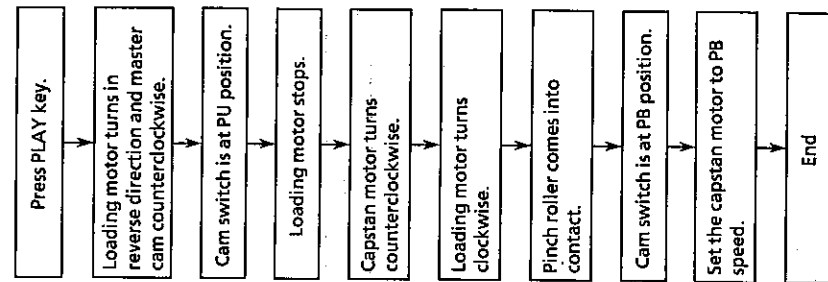 Press PLAY key.
Loading motor turns in
reverse direction and master
cam counterclockwise.
Cam switch is at PU position.
Loading motor stops.
Capstan motor turns
counterclockwise.
Loading motor turns
clockwise.
Pinch roller comes into
contact.
Cam switch is at PB position.
Set the capstan motor to PB
speed.
End